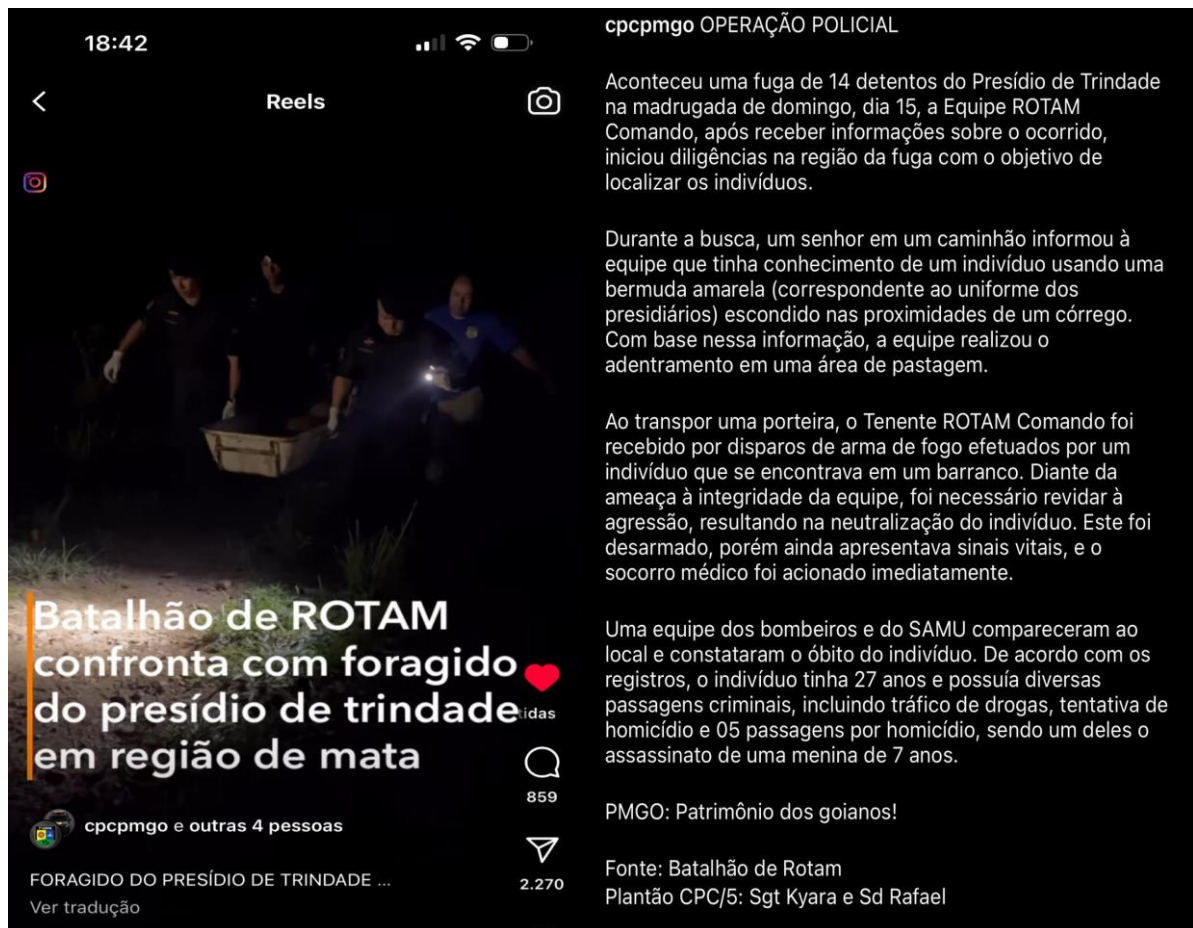 18:42
Reels
Batalhão de ROTAM
confronta com foragido
do presídio de trindade
em região de mata
tidas
859
2.270
cpcpmgo e outras 4 pessoas
FORAGIDO DO PRESÍDIO DE TRINDADE ...
Ver tradução
cpcpmgo OPERAÇÃO POLICIAL
Aconteceu uma fuga de 14 detentos do Presídio de Trindade
na madrugada de domingo, dia 15, a Equipe ROTAM
Comando, após receber informações sobre o ocorrido,
iniciou diligências na região da fuga com o objetivo de
localizar os indivíduos.
Durante a busca, um senhor em um caminhão informou à
equipe que tinha conhecimento de um indivíduo usando uma
bermuda amarela (correspondente ao uniforme dos
presidiários) escondido nas proximidades de um córrego.
Com base nessa informação, a equipe realizou o
adentramento em uma área de pastagem.
Ao transpor uma porteira, o Tenente ROTAM Comando foi
recebido por disparos de arma de fogo efetuados por um
indivíduo que se encontrava em um barranco. Diante da
ameaça à integridade da equipe, foi necessário revidar à
agressão, resultando na neutralização do indivíduo. Este foi
desarmado, porém ainda apresentava sinais vitais, e o
socorro médico foi acionado imediatamente.
Uma equipe dos bombeiros e do SAMU compareceram ao
local e constataram o óbito do indivíduo. De acordo com os
registros, o indivíduo tinha 27 anos e possuía diversas
passagens criminais, incluindo tráfico de drogas, tentativa de
homicídio e 05 passagens por homicídio, sendo um deles o
assassinato de uma menina de 7 anos.
PMGO: Patrimônio dos goianos!
Fonte: Batalhão de Rotam
Plantão CPC/5: Sgt Kyara e Sd Rafael